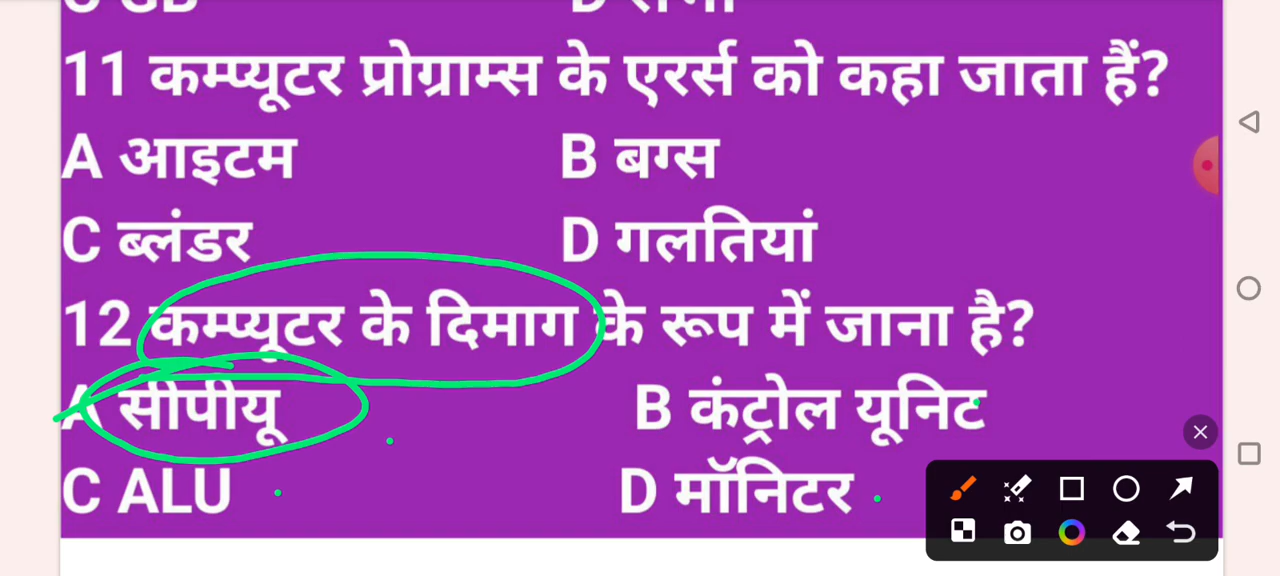 11 कम्प्यूटर प्रोग्राम्स के एरर्स को कहा जाता हैं?
A आइटम B बग्स
C ब्लंडर D गलतियां
12 कम्प्यूटर के दिमाग के रूप में जाना है?
A सीपीयू B कंट्रोल यूनिट
C ALU D मॉनिटर